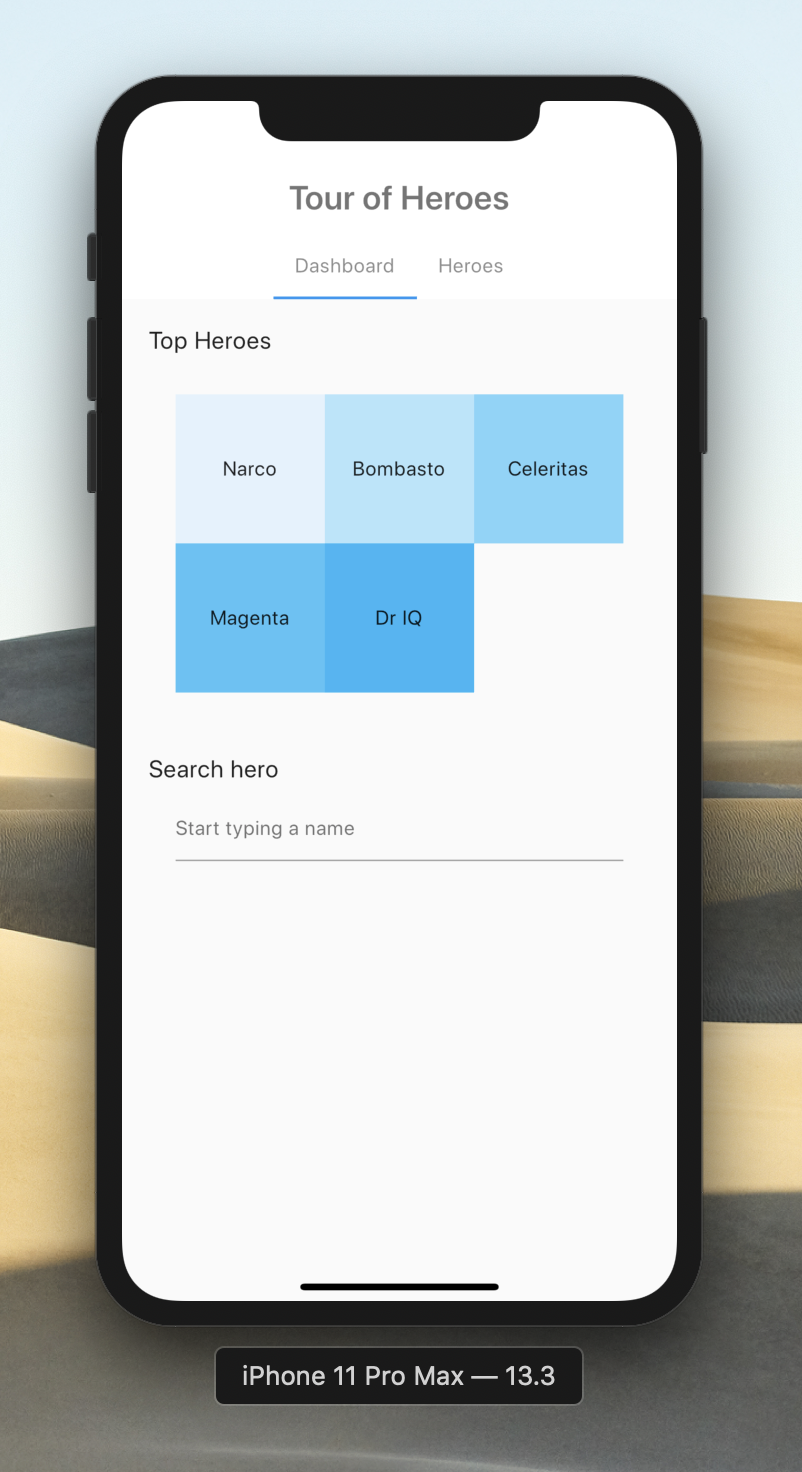 Tour of Heroes
Dashboard Heroes
Top Heroes
Narco Bombasto Celeritas
Magenta Dr IQ
Search hero
Start typing a name
iPhone 11 Pro Max — 13.3